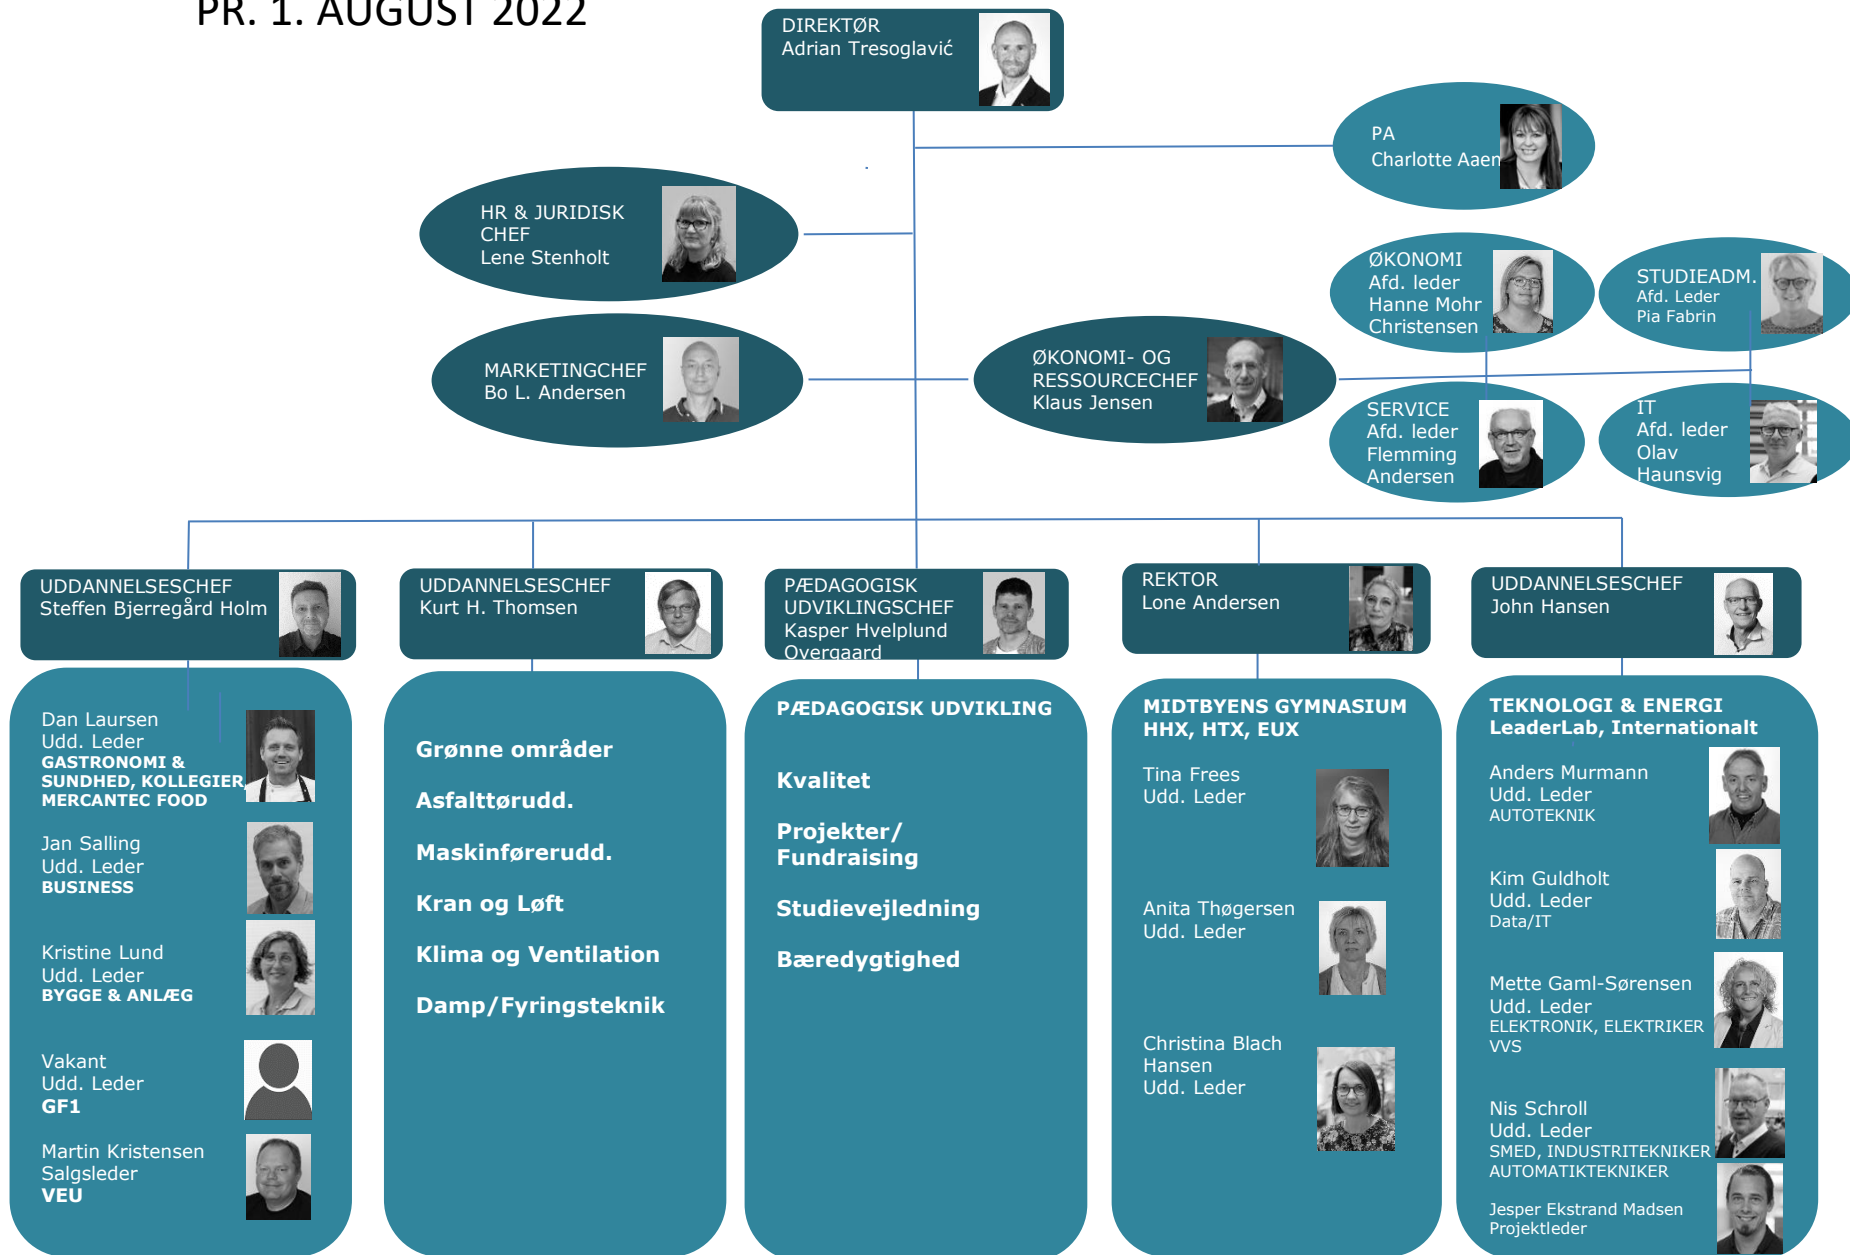 PR. 1. AUGUST 2022
DIREKTØR
Adrian Tresoglavić
PA
Charlotte Aaen
HR & JURIDISK
CHEF
Lene Stenholt
ØKONOMI
Afd. leder
Hanne Mohr
Christensen
STUDIEADM.
Afd. Leder
Pia Fabrin
MARKETINGCHEF
Bo L. Andersen
ØKONOMI- OG
RESSOURCECHEF
Klaus Jensen
SERVICE
Afd. leder
Flemming
Andersen
IT
Afd. leder
Olav
Haunsvig
UDDANNELSESCHEF
Steffen Bjerregård Holm
UDDANNELSESCHEF
Kurt H. Thomsen
PÆDAGOGISK
UDVIKLINGSCHEF
Kasper Hvelplund
Overgaard
REKTOR
Lone Andersen
UDDANNELSESCHEF
John Hansen
Dan Laursen
Udd. Leder
GASTRONOMI &
SUNDHED, KOLLEGIER,
MERCANTEC FOOD
Jan Salling
Udd. Leder
BUSINESS
Kristine Lund
Udd. Leder
BYGGE & ANLÆG
Vakant
Udd. Leder
GF1
Martin Kristensen
Salgsleder
VEU
Grønne områder
Asfalttørudd.
Maskinførerudd.
Kran og Løft
Klima og Ventilation
Damp/Fyringsteknik
PÆDAGOGISK UDVIKLING
Kvalitet
Projekter/
Fundraising
Studievejledning
Bæredygtighed
MIDTBYENS GYMNASIUM
HHX, HTX, EUX
Tina Frees
Udd. Leder
Anita Thøgersen
Udd. Leder
Christina Blach
Hansen
Udd. Leder
TEKNOLOGI & ENERGI
LeaderLab, Internationalt
Anders Murmann
Udd. Leder
AUTOTEKNIK
Kim Guldholt
Udd. Leder
Data/IT
Mette Gaml-Sørensen
Udd. Leder
ELEKTRONIK, ELEKTRIKER
VVS
Nis Schroll
Udd. Leder
SMED, INDUSTRITEKNIKER
AUTOMATIKTEKNIKER
Jesper Ekstrand Madsen
Projektleder